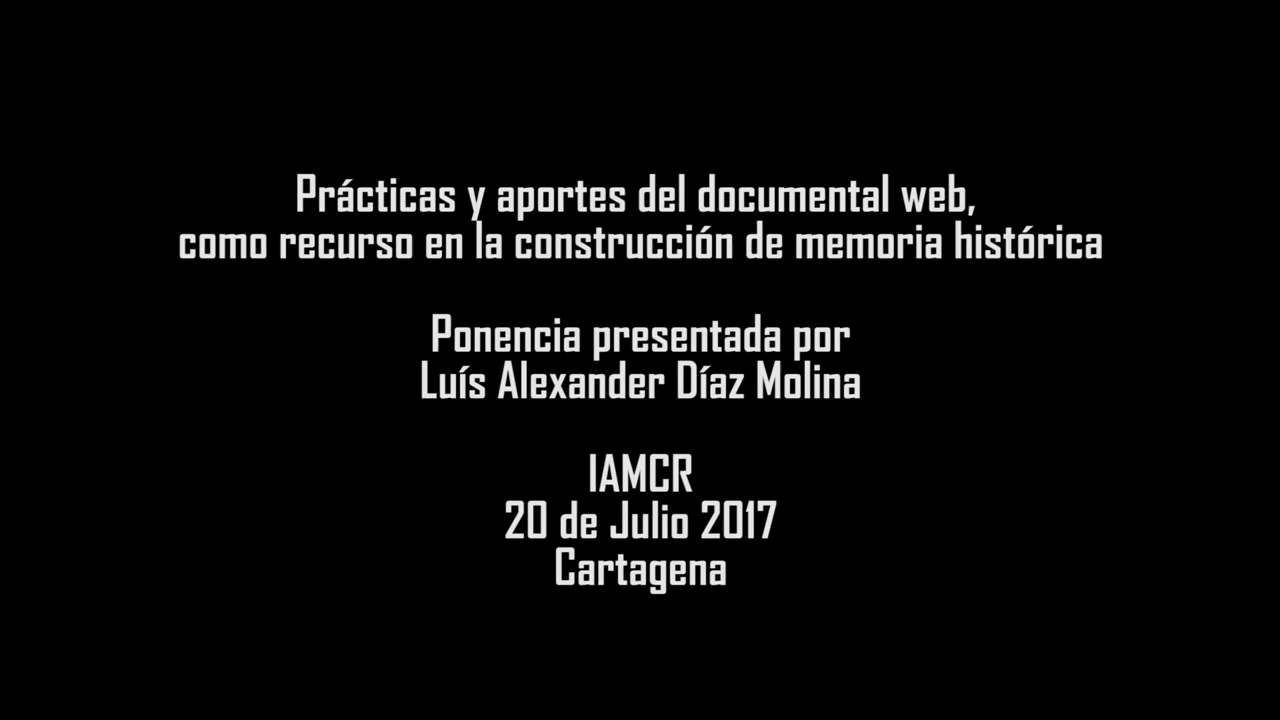 Prácticas y aportes del documental web,
como recurso en la construcción de memoria histórica
Ponencia presentada por
Luís Alexander Díaz Molina
IAMCR
20 de Julio 2017
Cartagena